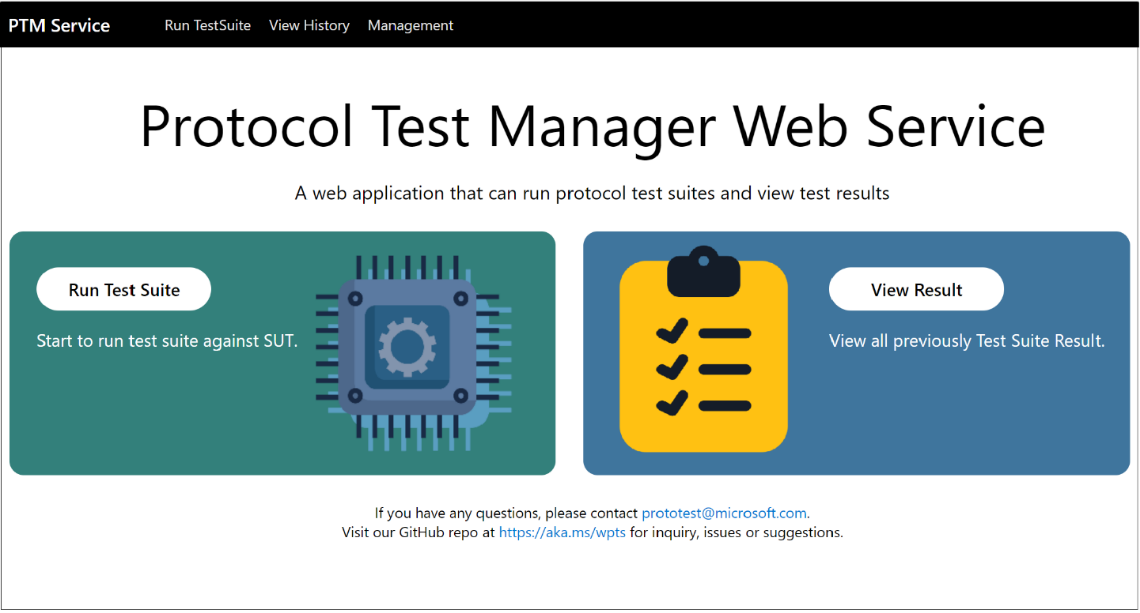 PTM Service Run TestSuite View History Management
Protocol Test Manager Web Service
A web application that can run protocol test suites and view test results
Run Test Suite
Start to run test suite against SUT.
View Result
View all previously Test Suite Result.
If you have any questions, please contact prototest@microsoft.com.
Visit our GitHub repo at https://aka.ms/wpts for inquiry, issues or suggestions.